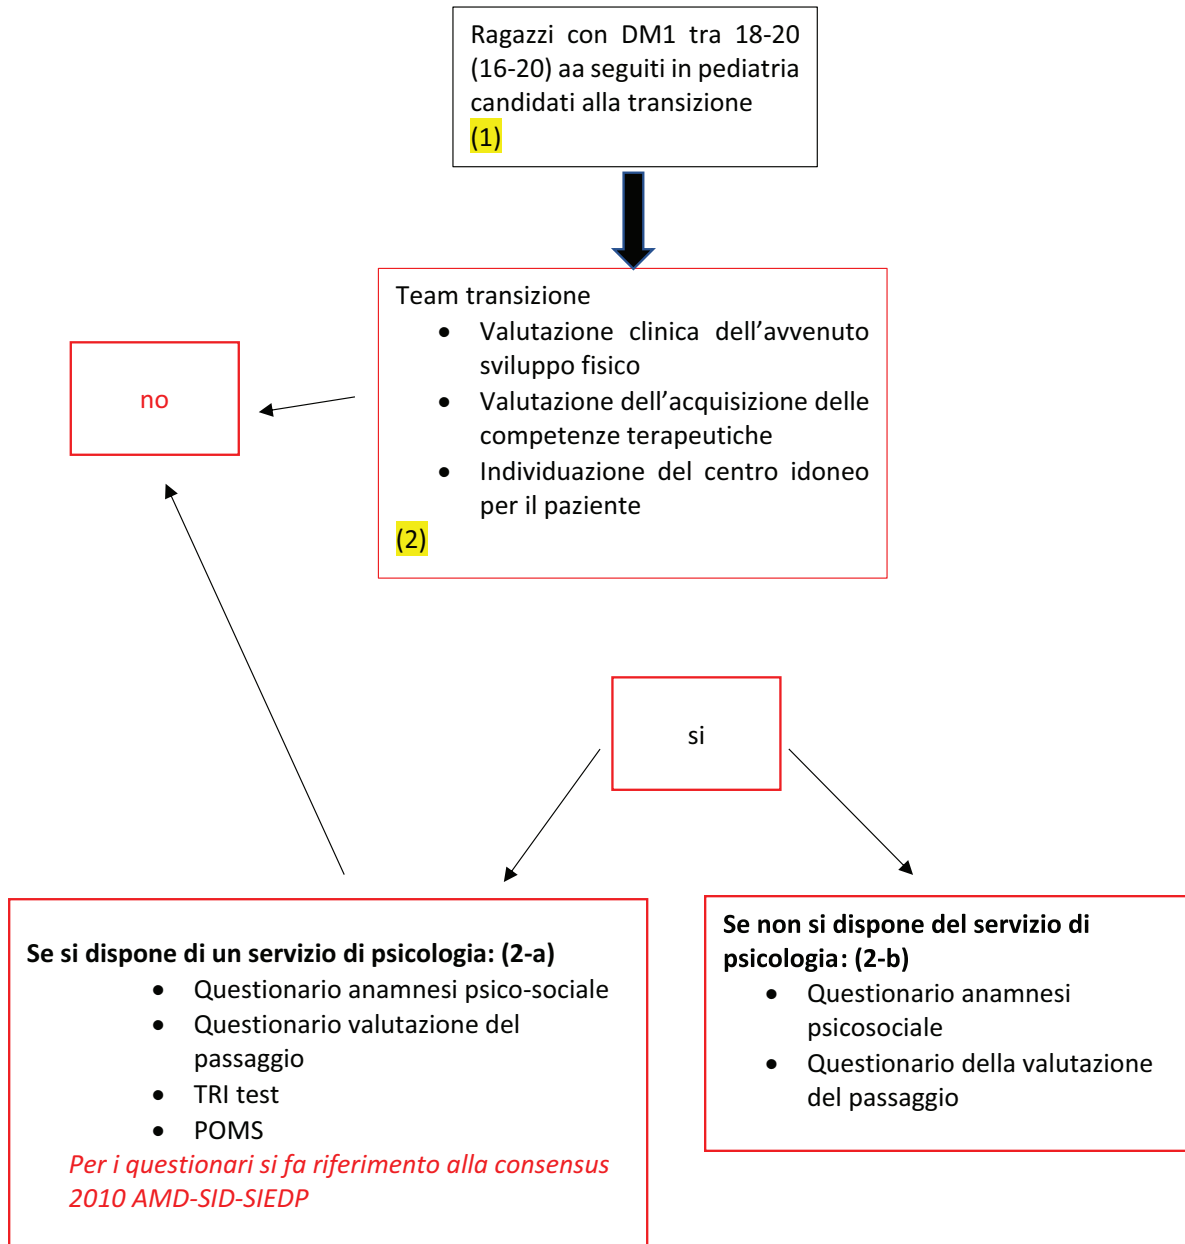 Ragazzi con DM1 tra 18-20
(16-20) aa seguiti in pediatria
candidati alla transizione
(1)
Team transizione
• Valutazione clinica dell’avvenuto
sviluppo fisico
• Valutazione dell’acquisizione delle
competenze terapeutiche
• Individuazione del centro idoneo
per il paziente
(2)
no
si
Se si dispone di un servizio di psicologia: (2-a)
• Questionario anamnesi psico-sociale
• Questionario valutazione del
passaggio
• TRI test
• POMS
Per i questionari si fa riferimento alla consensus
2010 AMD-SID-SIEDP
Se non si dispone del servizio di
psicologia: (2-b)
• Questionario anamnesi
psicosociale
• Questionario della valutazione
del passaggio